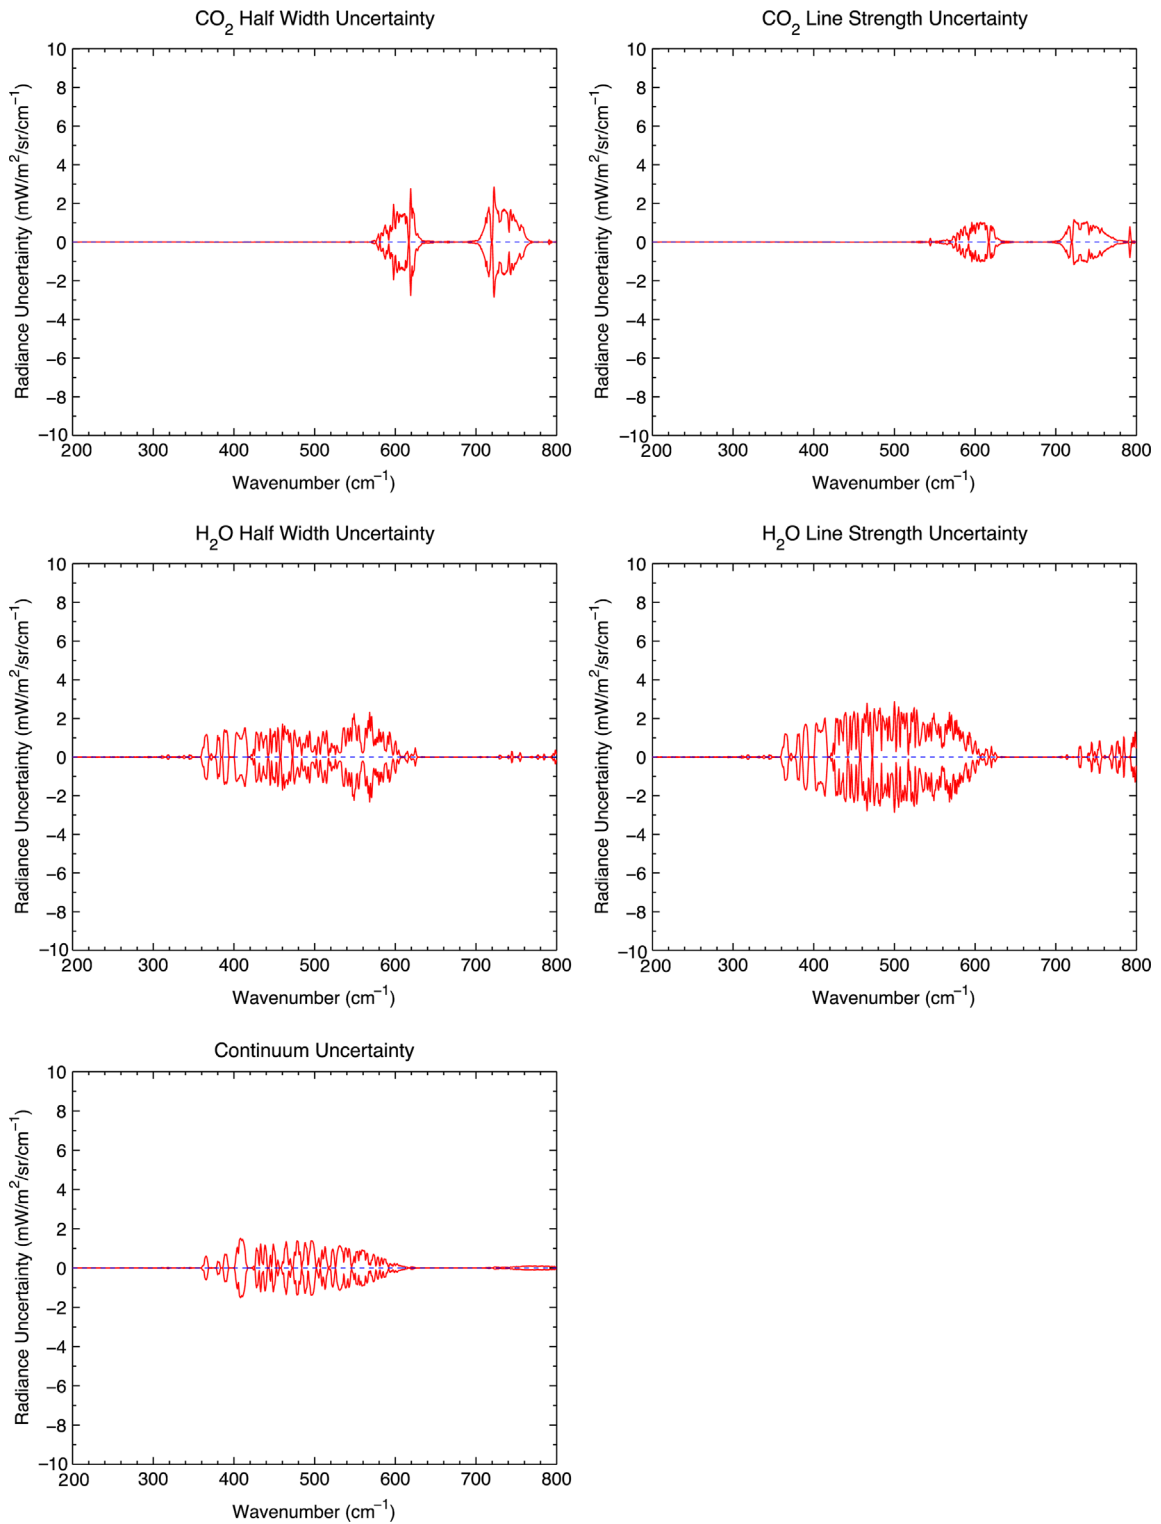 CO2 Half Width Uncertainty
10
8
6
4
2
0
−2
−4
−6
−8
−10
200 300 400 500 600 700 800
Radiance Uncertainty (mW/m2/sr/cm−1)
Wavenumber (cm−1)
CO2 Line Strength Uncertainty
10
8
6
4
2
0
−2
−4
−6
−8
−10
200 300 400 500 600 700 800
Radiance Uncertainty (mW/m2/sr/cm−1)
Wavenumber (cm−1)
H2O Half Width Uncertainty
10
8
6
4
2
0
−2
−4
−6
−8
−10
200 300 400 500 600 700 800
Radiance Uncertainty (mW/m2/sr/cm−1)
Wavenumber (cm−1)
H2O Line Strength Uncertainty
10
8
6
4
2
0
−2
−4
−6
−8
−10
200 300 400 500 600 700 800
Radiance Uncertainty (mW/m2/sr/cm−1)
Wavenumber (cm−1)
Continuum Uncertainty
10
8
6
4
2
0
−2
−4
−6
−8
−10
200 300 400 500 600 700 800
Radiance Uncertainty (mW/m2/sr/cm−1)
Wavenumber (cm−1)